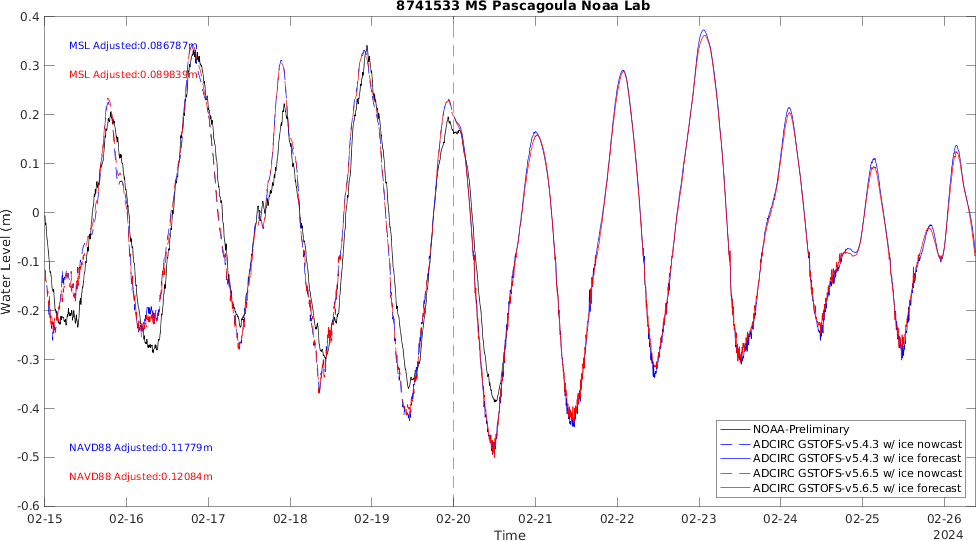 8741533 MS Pascagoula Noaa Lab
0.4
0.3
0.2
0.1
0
-0.1
-0.2
-0.3
-0.4
-0.5
-0.6
Water Level (m)
MSL Adjusted:0.086787m
MSL Adjusted:0.089839m
NAVD88 Adjusted:0.11779m
NAVD88 Adjusted:0.12084m
NOAA-Preliminary
ADCIRC GSTOFS-v5.4.3 w/ ice nowcast
ADCIRC GSTOFS-v5.4.3 w/ ice forecast
ADCIRC GSTOFS-v5.6.5 w/ ice nowcast
ADCIRC GSTOFS-v5.6.5 w/ ice forecast
02-15 02-16 02-17 02-18 02-19 02-20 02-21 02-22 02-23 02-24 02-25 02-26
Time
2024